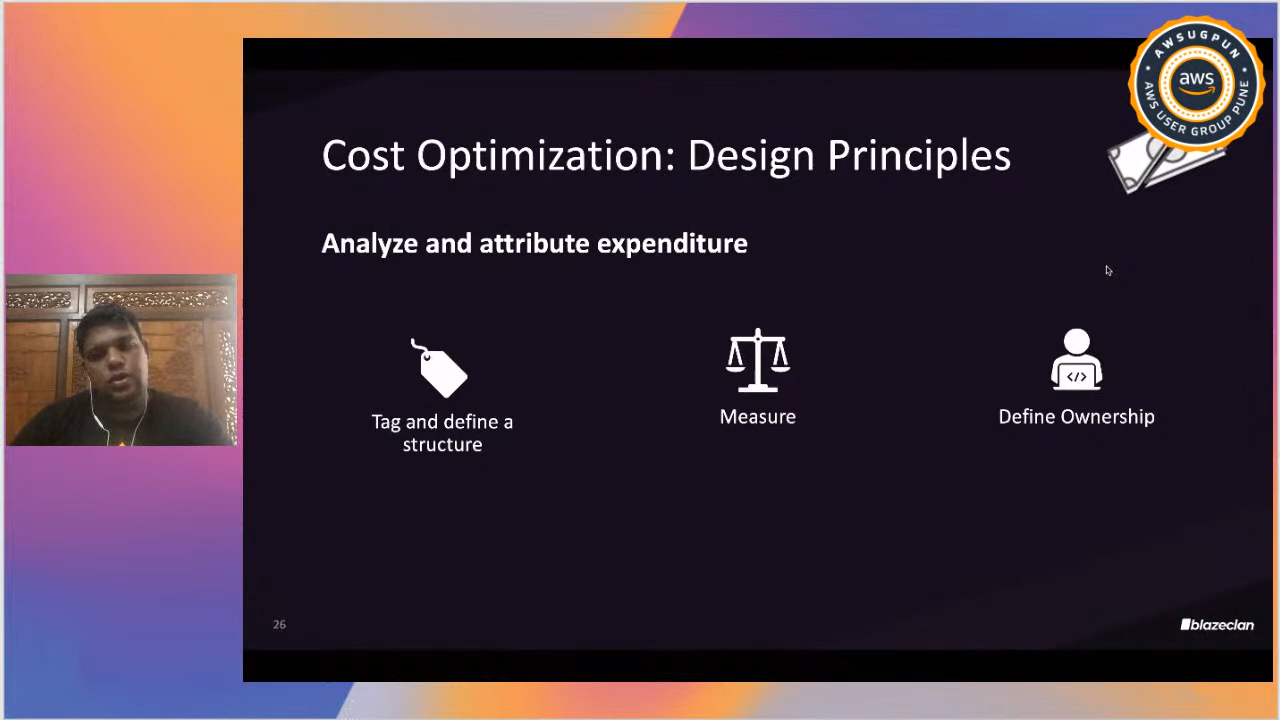 Cost Optimization: Design Principles
AWSUGPUN
aws
AWS USER GROUP PUNE
Analyze and attribute expenditure
Tag and define a
structure
Measure
</>
Define Ownership
26
blazeclan